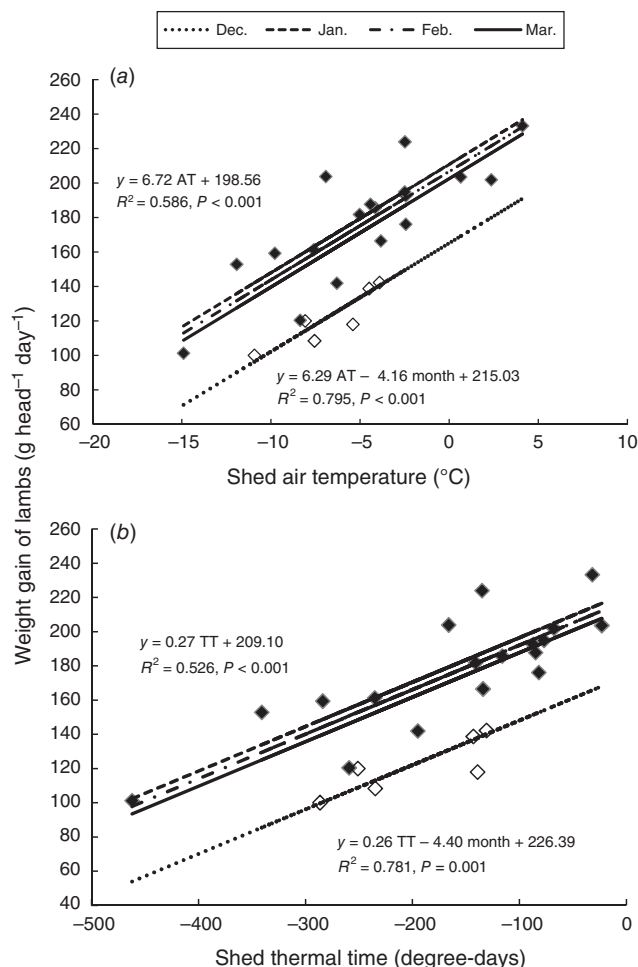 Dec. Jan. Feb. Mar.
(a)
260
240
220
200
180
160
140
120
100
80
60
y = 6.72 AT + 198.56
R² = 0.586, P < 0.001
y = 6.29 AT – 4.16 month + 215.03
R² = 0.795, P < 0.001
–20 –15 –10 –5 0 5 10
Shed air temperature (°C)
Weight gain of lambs (g head⁻¹ day⁻¹)
(b)
260
240
220
200
180
160
140
120
100
80
60
40
y = 0.27 TT + 209.10
R² = 0.526, P < 0.001
y = 0.26 TT – 4.40 month + 226.39
R² = 0.781, P = 0.001
–500 –400 –300 –200 –100 0
Shed thermal time (degree-days)